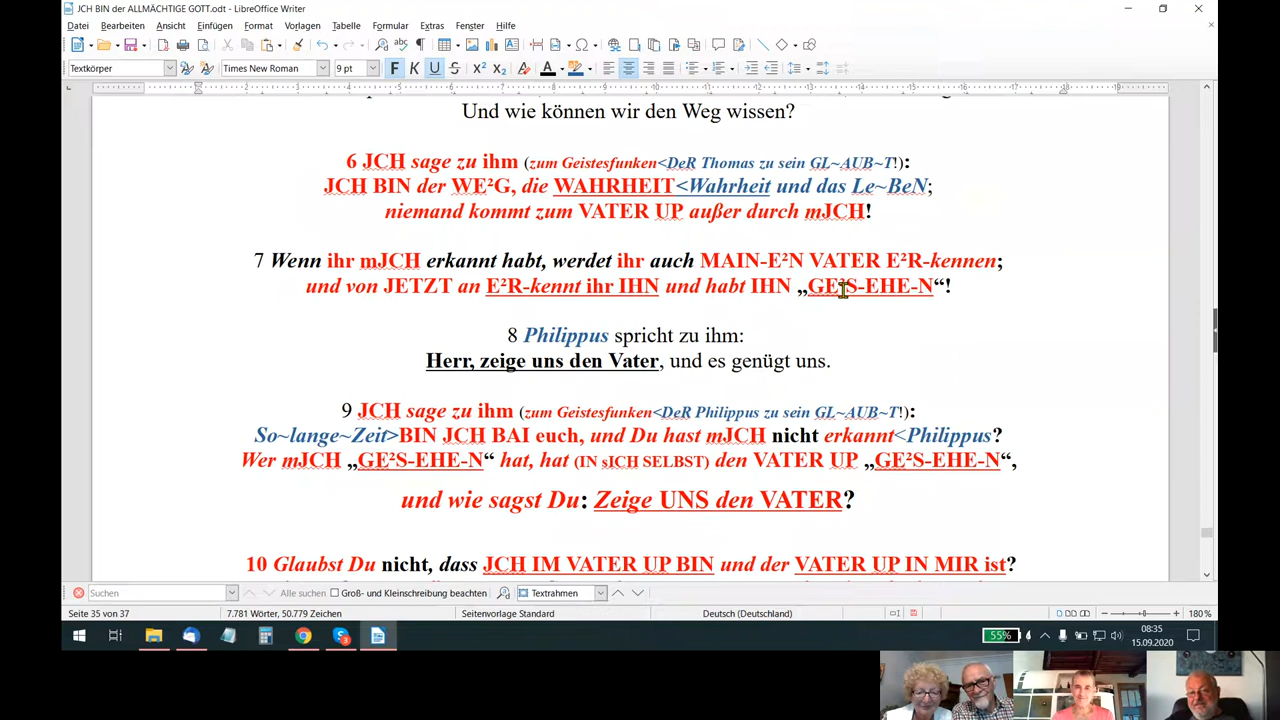 JCH BIN der ALLMÄCHTIGE GOTT.odt - LibreOffice Writer
Datei Bearbeiten Ansicht Einfügen Format Vorlagen Tabelle Formular Extras Fenster Hilfe
Textkörper Times New Roman 9 pt
Und wie können wir den Weg wissen?
6 JCH sage zu ihm (zum Geistesfunken<DeR Thomas zu sein GL~AUB~T!):
JCH BIN der WE²G, die WAHRHEIT<Wahrheit und das Le~BeN;
niemand kommt zum VATER UP außer durch mJCH!
7 Wenn ihr mJCH erkannt habt, werdet ihr auch MAIN-E²N VATER E²R-kennen;
und von JETZT an E²R-kennt ihr IHN und habt IHN „GE²S-EHE-N“!
8 Philippus spricht zu ihm:
Herr, zeige uns den Vater, und es genügt uns.
9 JCH sage zu ihm (zum Geistesfunken<DeR Philippus zu sein GL~AUB~T!):
So~lange~Zeit>BIN JCH BAI euch, und Du hast mJCH nicht erkannt<Philippus?
Wer mJCH „GE²S-EHE-N“ hat, hat (IN sICH SELBST) den VATER UP „GE²S-EHE-N“,
und wie sagst Du: Zeige UNS den VATER?
10 Glaubst Du nicht, dass JCH IM VATER UP BIN und der VATER UP IN MIR ist?
Suchen Alle suchen Groß- und Kleinschreibung beachten Textrahmen
Seite 35 von 37 7.781 Wörter, 50.779 Zeichen Seitenvorlage Standard Deutsch (Deutschland) 180%
55% 08:35
15.09.2020